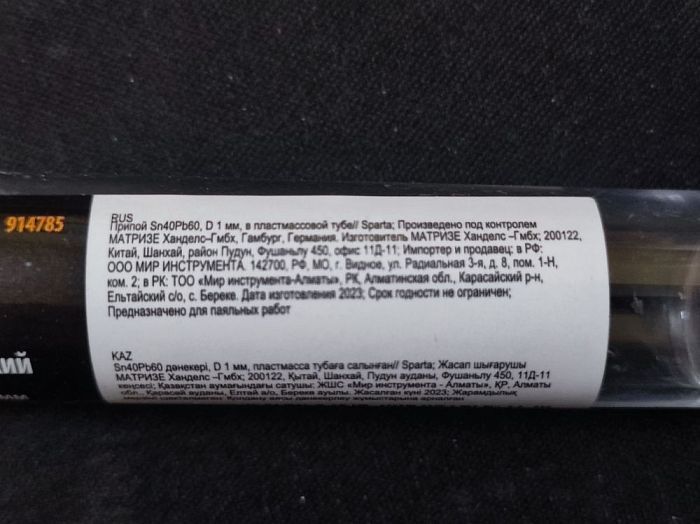 914785
RUS
Припой Sn40Pb60, D 1 мм, в пластмассовой тубе// Sparta; Произведено под контролем
МАТРИЗЕ Ханделс–Гмбх, Гамбург, Германия. Изготовитель МАТРИЗЕ Ханделс –Гмбх; 200122,
Китай, Шанхай, район Пудун, Фушаньлу 450, офис 11Д-11; Импортер и продавец: в РФ:
ООО МИР ИНСТРУМЕНТА. 142700, РФ, МО, г. Видное, ул. Радиальная 3-я, д. 8, пом. 1-Н,
ком. 2; в РК: ТОО «Мир инструмента-Алматы», РК, Алматинская обл., Карасайский р-н,
Ельтайский с/о, с. Береке. Дата изготовления 2023; Срок годности не ограничен;
Предназначено для паяльных работ
KAZ
Sn40Pb60 дәнекері, D 1 мм, пластмасса тубаға салынған// Sparta; Жасап шығарушы
МАТРИЗЕ Ханделс –Гмбх; 200122, Қытай, Шанхай, Пудун ауданы, Фушаньлу 450, 11Д-11
кеңсесі; Қазақстан аумағындағы сатушы: ЖШС «Мир инструмента - Алматы», ҚР, Алматы
обл., Қарасай ауданы, Елтай а/о, Береке ауылы. Жасалған күні 2023; Жарамдылық
ИЙ